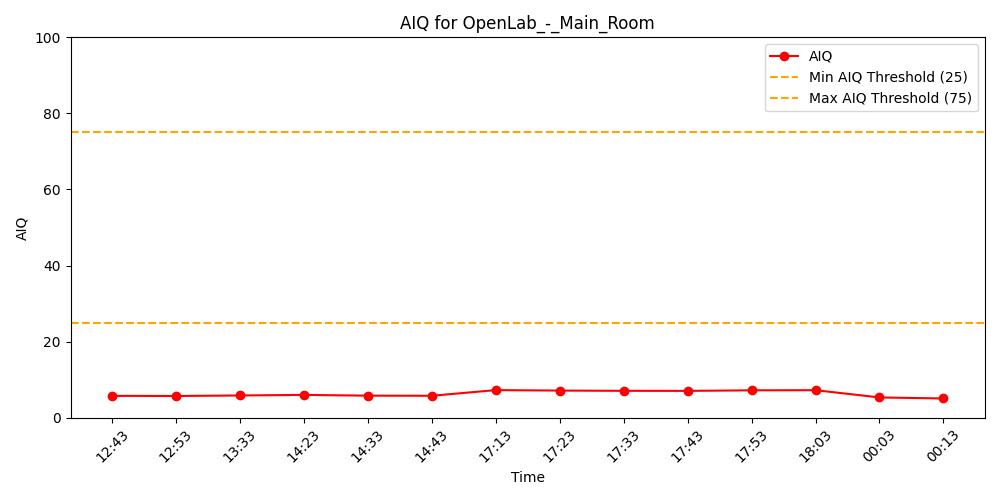 AIQ for OpenLab_-_Main_Room
AIQ
Min AIQ Threshold (25)
Max AIQ Threshold (75)
100
80
60
40
20
0
AIQ
12:43 12:53 13:33 14:23 14:33 14:43 17:13 17:23 17:33 17:43 17:53 18:03 00:03 00:13
Time